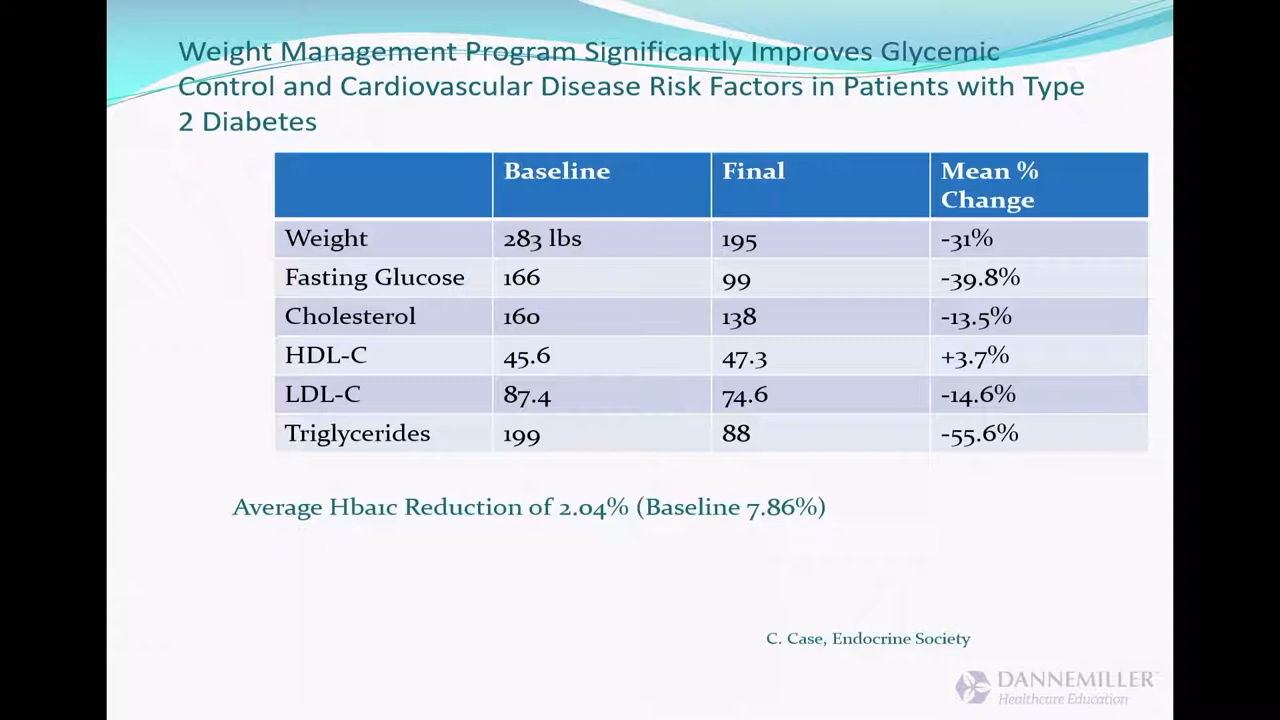 Weight Management Program Significantly Improves Glycemic
Control and Cardiovascular Disease Risk Factors in Patients with Type
2 Diabetes
Baseline Final Mean %
Change
Weight 283 lbs 195 -31%
Fasting Glucose 166 99 -39.8%
Cholesterol 160 138 -13.5%
HDL-C 45.6 47.3 +3.7%
LDL-C 87.4 74.6 -14.6%
Triglycerides 199 88 -55.6%
Average Hba1c Reduction of 2.04% (Baseline 7.86%)
C. Case, Endocrine Society
DANNEMILLER
Healthcare Education